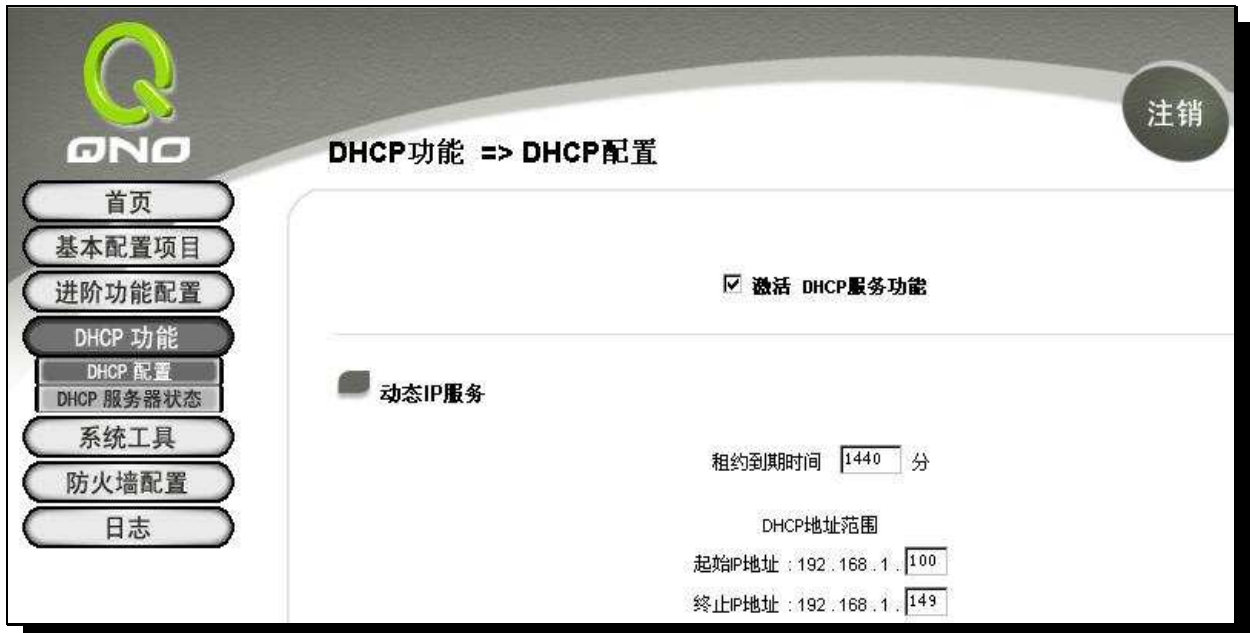 QNO
注销
DHCP功能 => DHCP配置
首页
基本配置项目
进阶功能配置
DHCP 功能
DHCP 配置
DHCP 服务器状态
系统工具
防火墙配置
日志
激活 DHCP服务功能
动态IP服务
租约到期时间 1440 分
DHCP地址范围
起始IP地址 : 192 . 168 . 1 . 100
终止IP地址 : 192 . 168 . 1 . 149